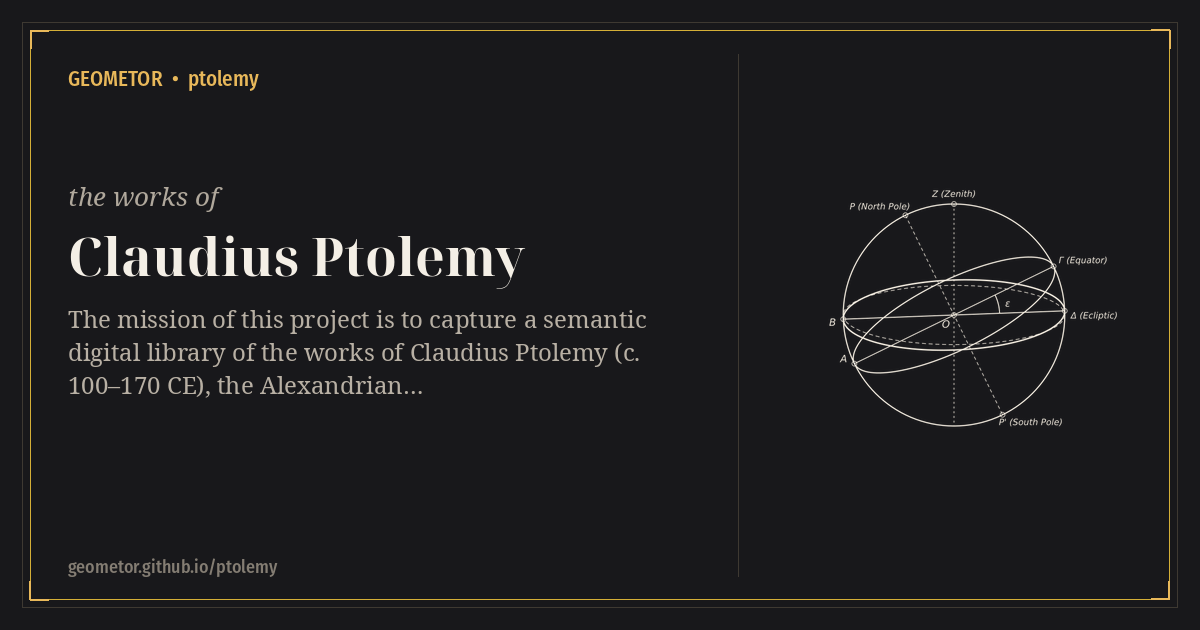 GEOMETOR • ptolemy
the works of
Claudius Ptolemy
The mission of this project is to capture a semantic
digital library of the works of Claudius Ptolemy (c.
100–170 CE), the Alexandrian…
geometor.github.io/ptolemy
Z (Zenith)
P (North Pole)
Γ (Equator)
ε
Δ (Ecliptic)
B
O
A
P' (South Pole)